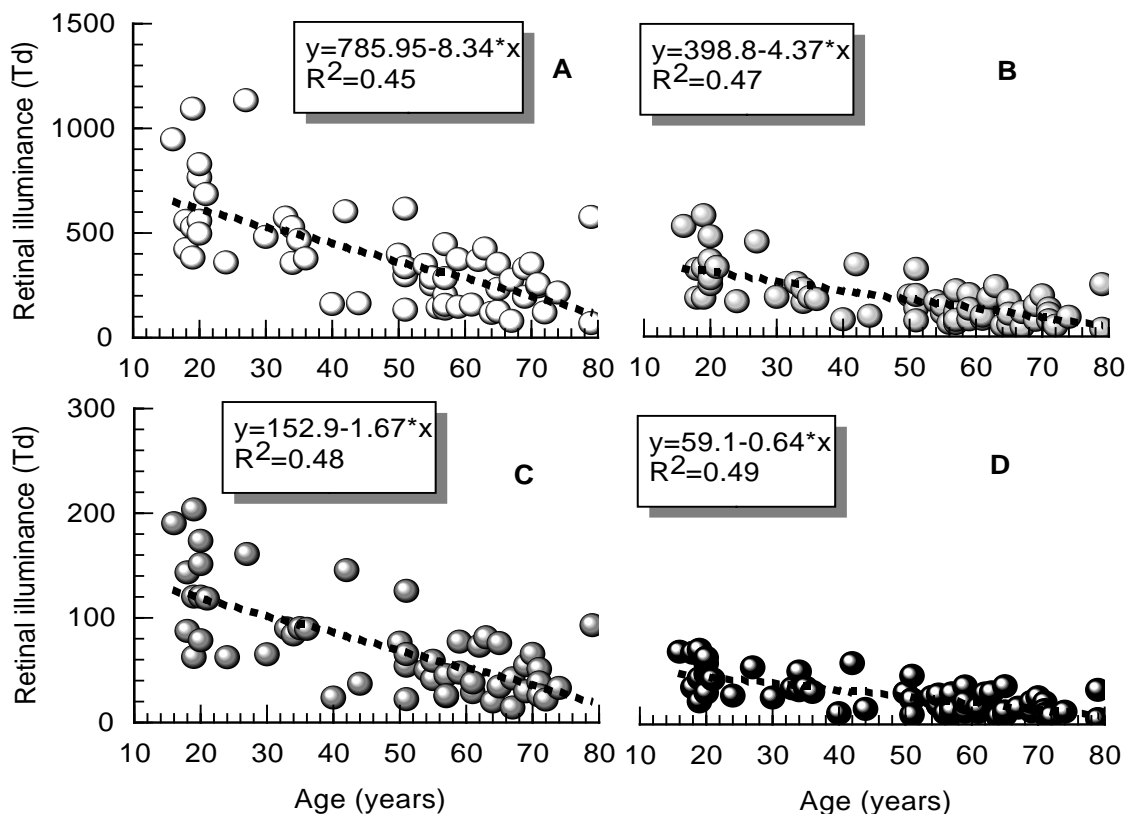 1500
1000
500
0
Retinal illuminance (Td)
y=785.95-8.34*x
R2=0.45
A
10 20 30 40 50 60 70 80
y=398.8-4.37*x
R2=0.47
B
10 20 30 40 50 60 70 80
300
200
100
0
Retinal illuminance (Td)
y=152.9-1.67*x
R2=0.48
C
10 20 30 40 50 60 70 80
Age (years)
y=59.1-0.64*x
R2=0.49
D
10 20 30 40 50 60 70 80
Age (years)